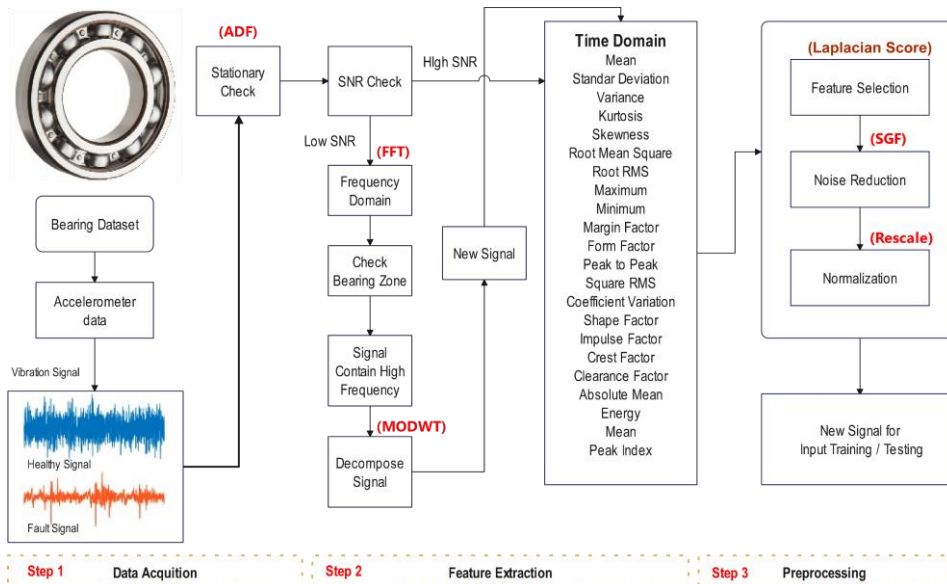 Bearing Dataset
Accelerometer
data
Vibration Signal
Healthy Signal
Fault Signal
(ADF)
Stationary
Check
SNR Check
HIgh SNR
Low SNR
(FFT)
Frequency
Domain
Check
Bearing Zone
Signal
Contain High
Frequency
(MODWT)
Decompose
Signal
New Signal
Time Domain
Mean
Standar Deviation
Variance
Kurtosis
Skewness
Root Mean Square
Root RMS
Maximum
Minimum
Margin Factor
Form Factor
Peak to Peak
Square RMS
Coefficient Variation
Shape Factor
Impulse Factor
Crest Factor
Clearance Factor
Absolute Mean
Energy
Mean
Peak Index
(Laplacian Score)
Feature Selection
(SGF)
Noise Reduction
(Rescale)
Normalization
New Signal for
Input Training / Testing
Step 1 Data Acquition
Step 2 Feature Extraction
Step 3 Preprocessing